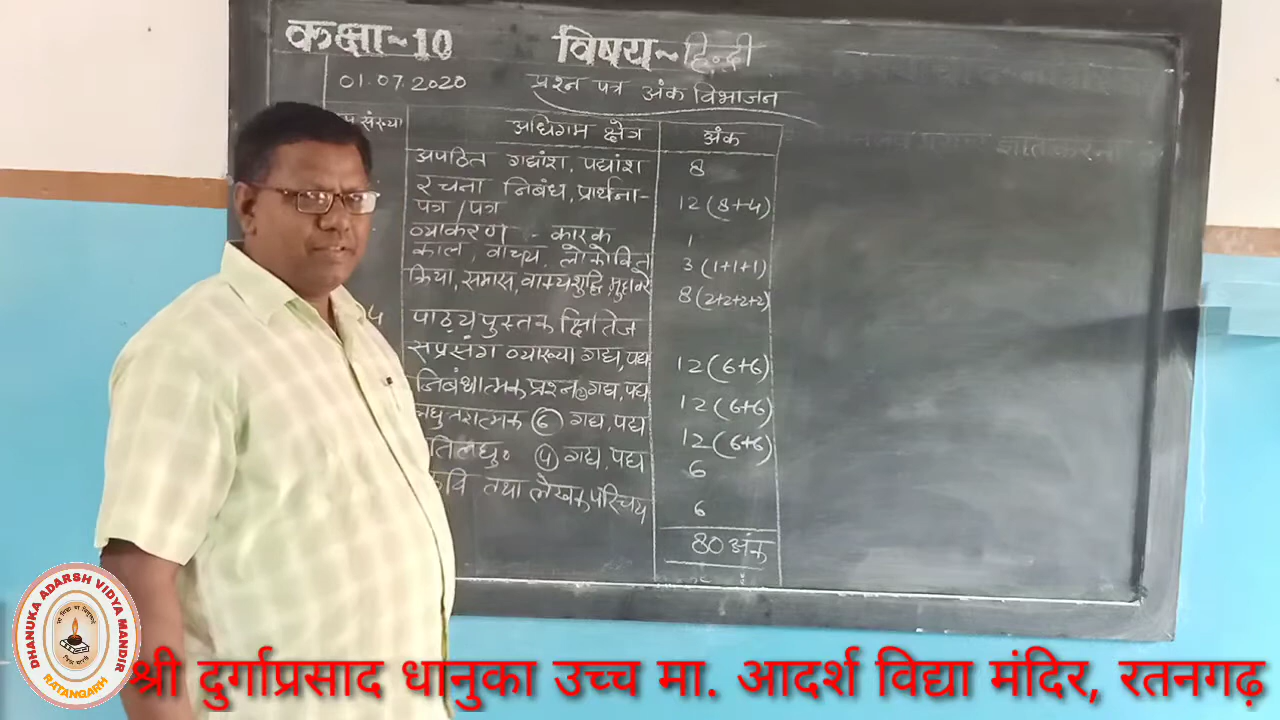 कक्षा~10 विषय~हिन्दी
01.07.2020 प्रश्न पत्र अंक विभाजन
संख्या अधिगम क्षेत्र अंक
अपठित गद्यांश, पद्यांश 8
रचना निबंध, प्रार्थना-
पत्र/पत्र 12(8+4)
व्याकरण - कारक 1
काल, वाच्य, लोकोक्ति 3(1+1+1)
क्रिया, समास, वाक्यशुद्धि, मुहावरे 8(2+2+2+2)
5 पाठ्यपुस्तक क्षितिज
सप्रसंग व्याख्या गद्य, पद्य 12(6+6)
निबंधात्मक प्रश्न② गद्य, पद्य 12(6+6)
लघुतरात्मक ⑥ गद्य, पद्य 12(6+6)
तिलघु० गद्य, पद्य 6
कवि तथा लेखक परिचय 6
80 अंक
DHANUKA ADARSH VIDYA MANDIR
RATANGARH
श्री दुर्गाप्रसाद धानुका उच्च मा. आदर्श विद्या मंदिर, रतनगढ़